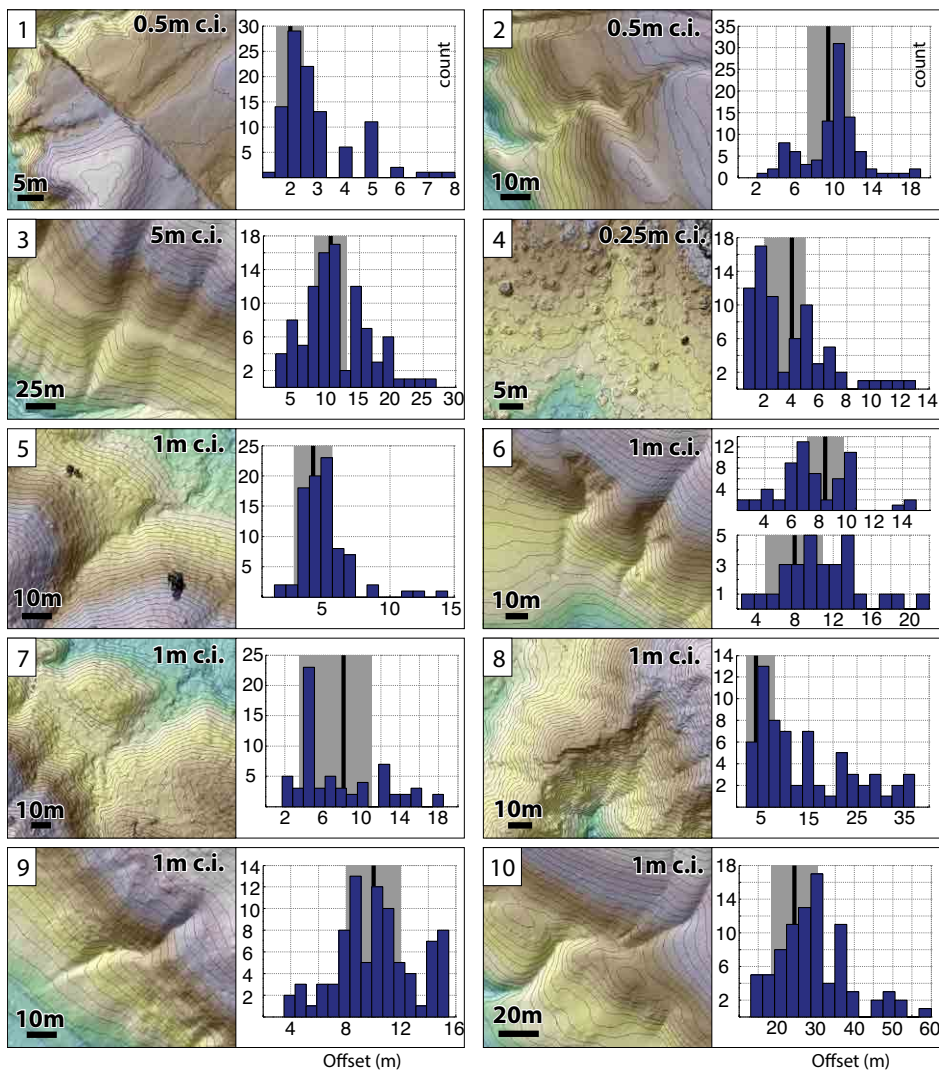 1
0.5m c.i.
5m
30
25
20
15
10
5
count
2 3 4 5 6 7 8
2
0.5m c.i.
10m
35
30
25
20
15
10
5
0
count
2 6 10 14 18
3
5m c.i.
25m
18
14
10
6
2
5 10 15 20 25 30
4
0.25m c.i.
5m
18
14
10
6
2
2 4 6 8 10 12 14
5
1m c.i.
10m
25
20
15
10
5
5 10 15
6
1m c.i.
10m
12
8
4
4 6 8 10 12 14
5
3
1
4 8 12 16 20
7
1m c.i.
10m
25
20
15
10
5
2 6 10 14 18
8
1m c.i.
10m
14
10
6
2
5 15 25 35
9
1m c.i.
10m
14
12
10
8
6
4
2
4 8 12 16
10
1m c.i.
20m
18
14
10
6
2
20 30 40 50 60
Offset (m)
Offset (m)